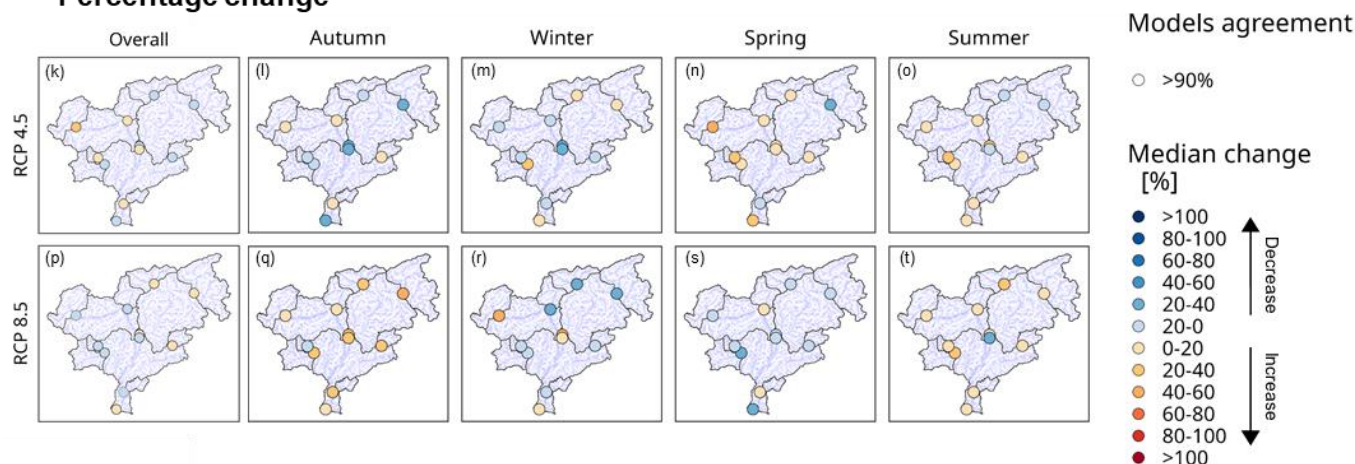 Percentage change
Overall
Autumn
Winter
Spring
Summer
RCP 4.5
(k)
(l)
(m)
(n)
(o)
RCP 8.5
(p)
(q)
(r)
(s)
(t)
Models agreement
>90%
Median change
[%]
>100
80-100
60-80
40-60
20-40
20-0
0-20
20-40
40-60
60-80
80-100
>100
Decrease
Increase